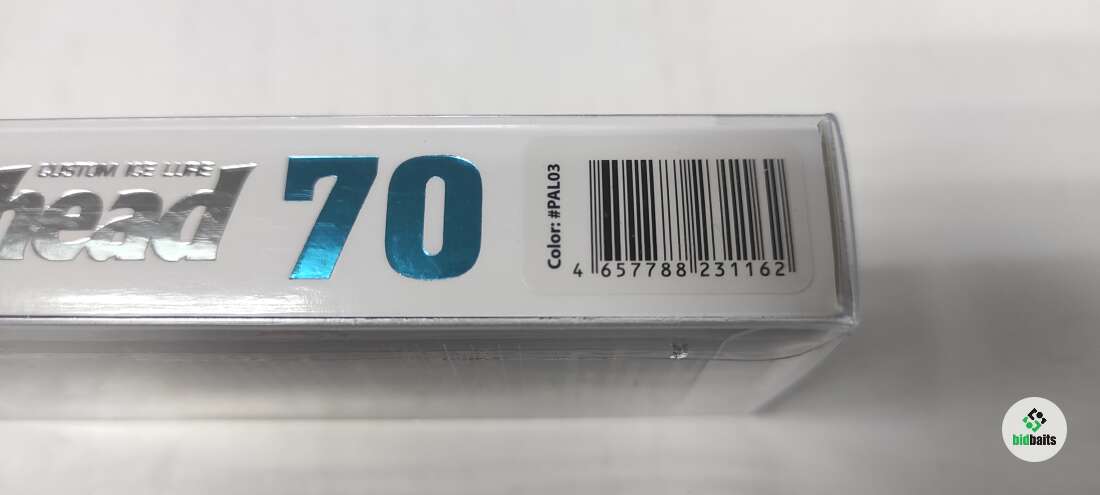 CUSTOM ICE LURE
head
70
Color: #PAL03
4 657788 231162
bidbaits